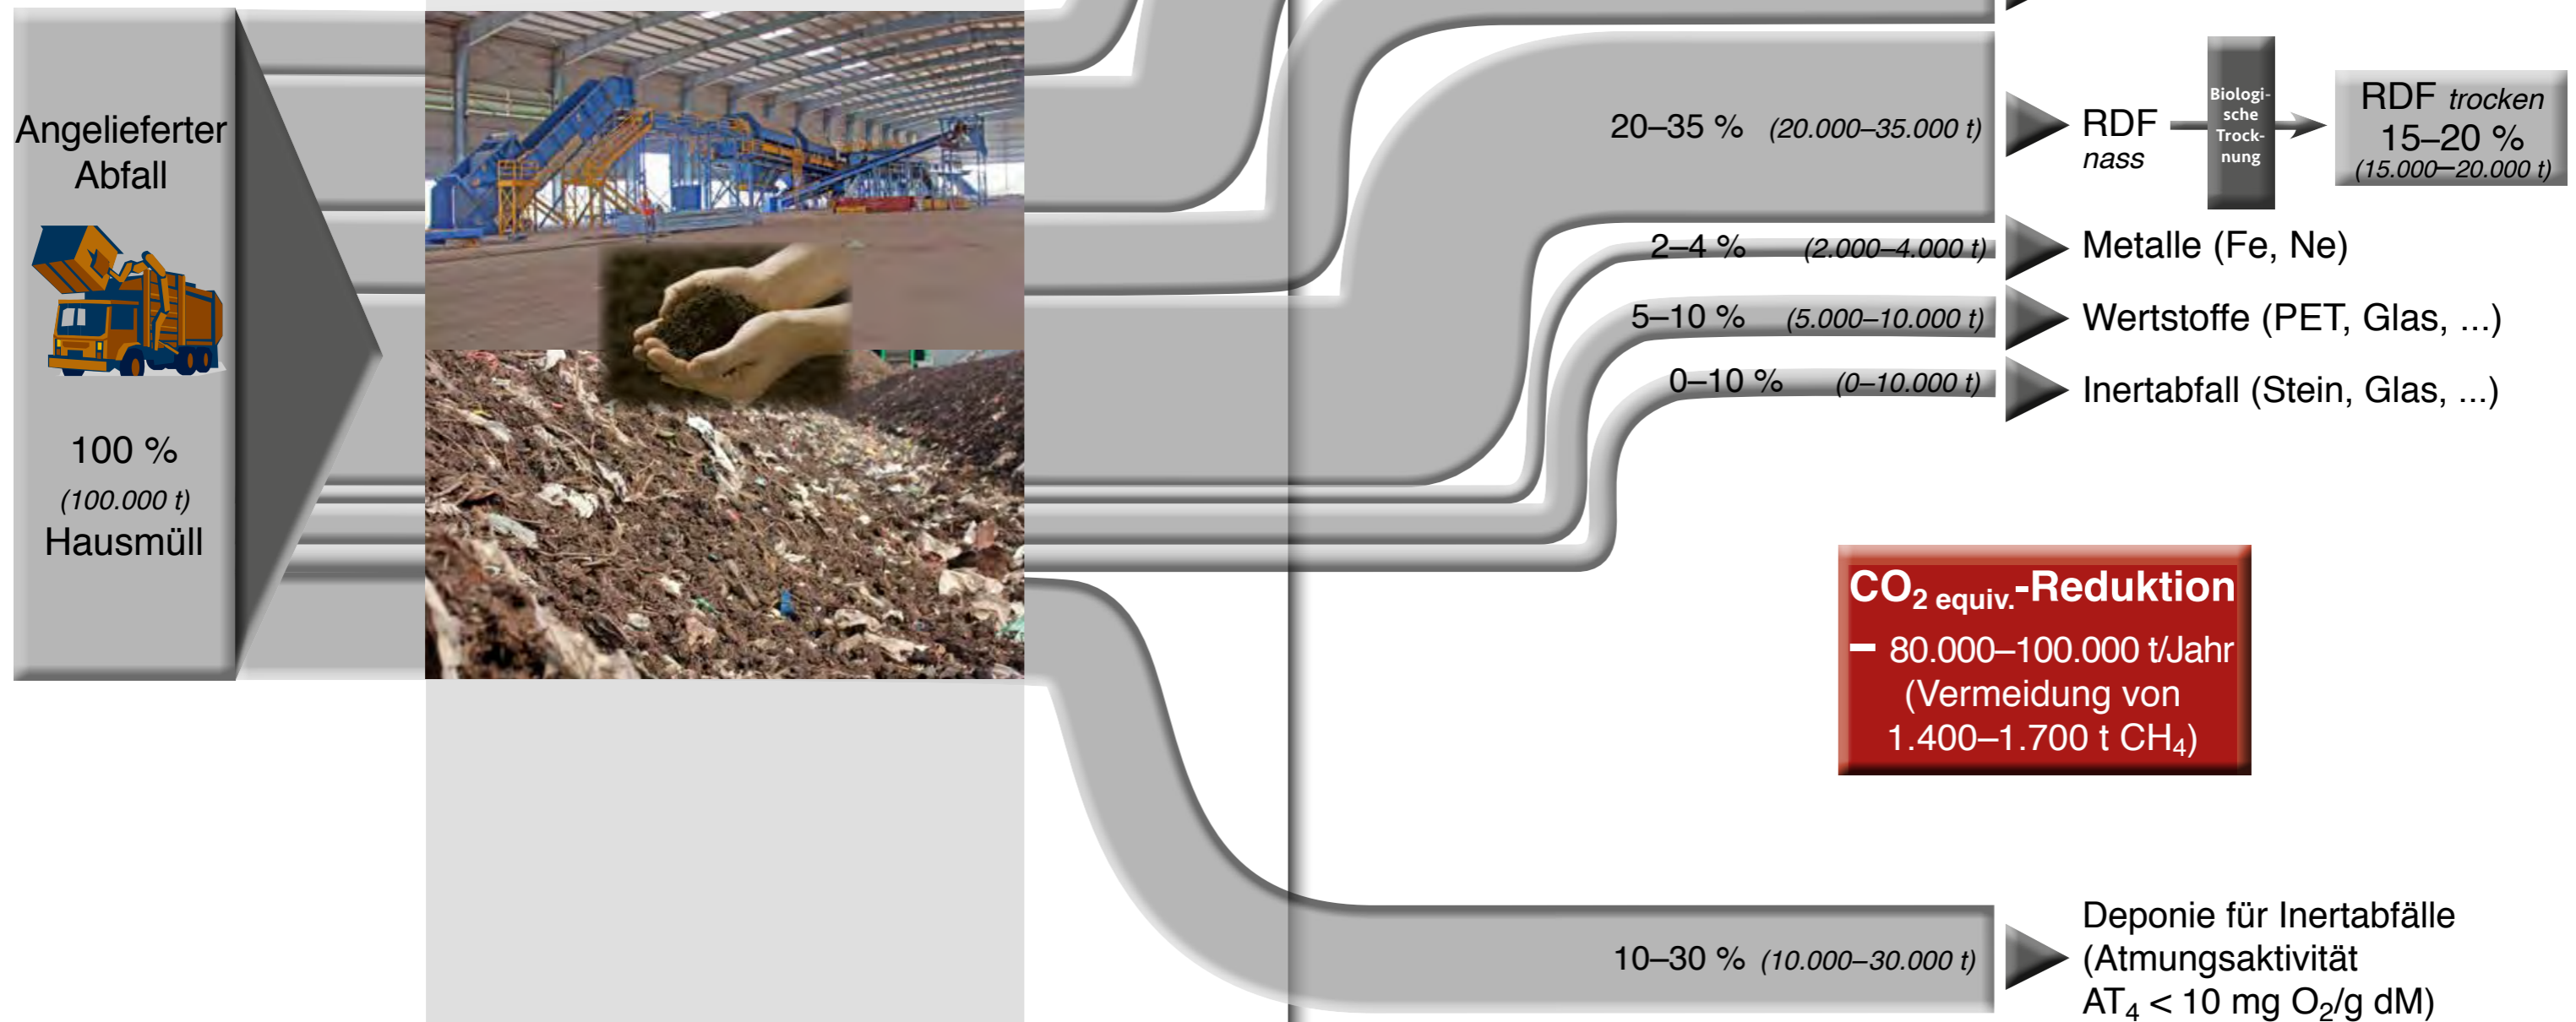 Angelieferter
Abfall
100 %
(100.000 t)
Hausmüll
20–35 % (20.000–35.000 t)
RDF
nass
Biologi-
sche
Trock-
nung
RDF trocken
15–20 %
(15.000–20.000 t)
2–4 % (2.000–4.000 t)
Metalle (Fe, Ne)
5–10 % (5.000–10.000 t)
Wertstoffe (PET, Glas, ...)
0–10 % (0–10.000 t)
Inertabfall (Stein, Glas, ...)
CO₂ equiv.-Reduktion
– 80.000–100.000 t/Jahr
(Vermeidung von
1.400–1.700 t CH₄)
10–30 % (10.000–30.000 t)
Deponie für Inertabfälle
(Atmungsaktivität
AT₄ < 10 mg O₂/g dM)